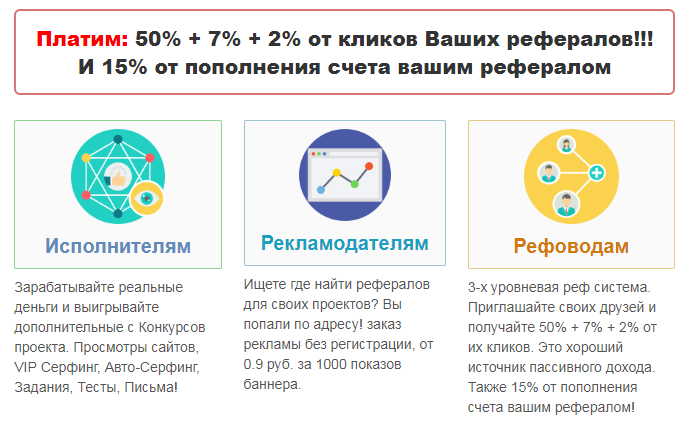 Платим: 50% + 7% + 2% от кликов Ваших рефералов!!!
И 15% от пополнения счета вашим рефералом
Исполнителям
Зарабатывайте реальные
деньги и выигрывайте
дополнительные с Конкурсов
проекта. Просмотры сайтов,
VIP Серфинг, Авто-Серфинг,
Задания, Тесты, Письма!
Рекламодателям
Ищете где найти рефералов
для своих проектов? Вы
попали по адресу! заказ
рекламы без регистрации, от
0.9 руб. за 1000 показов
баннера.
Рефоводам
3-х уровневая реф система.
Приглашайте своих друзей и
получайте 50% + 7% + 2% от
их кликов. Это хороший
источник пассивного дохода.
Также 15% от пополнения
счета вашим рефералом!